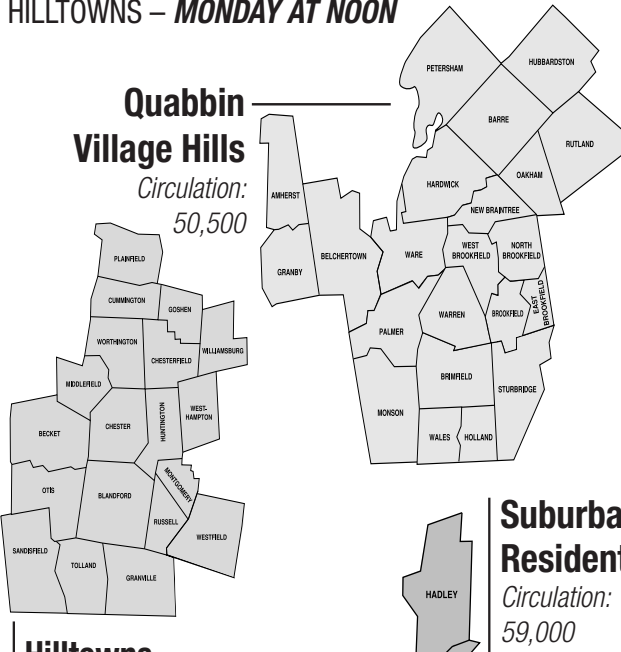 HILLTOWNS – MONDAY AT NOON
Quabbin
Village Hills
Circulation:
50,500
PETERSHAM
HUBBARDSTON
BARRE
RUTLAND
OAKHAM
HARDWICK
NEW BRAINTREE
AMHERST
BELCHERTOWN
GRANBY
WARE
WEST
BROOKFIELD
NORTH
BROOKFIELD
EAST
BROOKFIELD
BROOKFIELD
WARREN
PALMER
BRIMFIELD
STURBRIDGE
MONSON
WALES
HOLLAND
PLAINFIELD
CUMMINGTON
GOSHEN
WORTHINGTON
CHESTERFIELD
WILLIAMSBURG
MIDDLEFIELD
WEST-
HAMPTON
HUNTINGTON
CHESTER
BECKET
MONTGOMERY
OTIS
BLANDFORD
RUSSELL
WESTFIELD
SANDISFIELD
TOLLAND
GRANVILLE
Hilltowns
Suburba
Resident
Circulation:
59,000
HADLEY